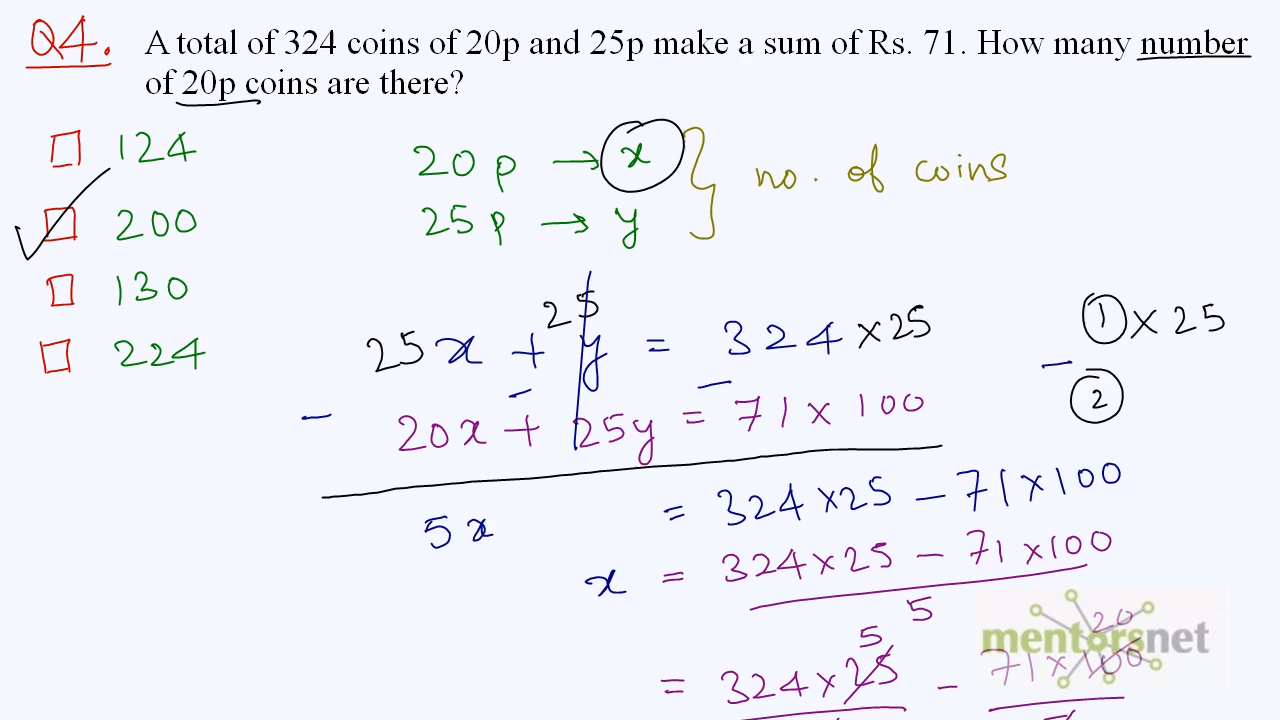 Q4. A total of 324 coins of 20p and 25p make a sum of Rs. 71. How many number
of 20p coins are there?
124
200
130
224
20 p → x
25 p → y
no. of coins
25x + 25y = 324 × 25
- 20x + 25y = 71 × 100
① × 25
-
②
5x = 324 × 25 - 71 × 100
x = 324 × 25 - 71 × 100
5
5 20
= 324 × 25 - 71 × 100
mentorsnet